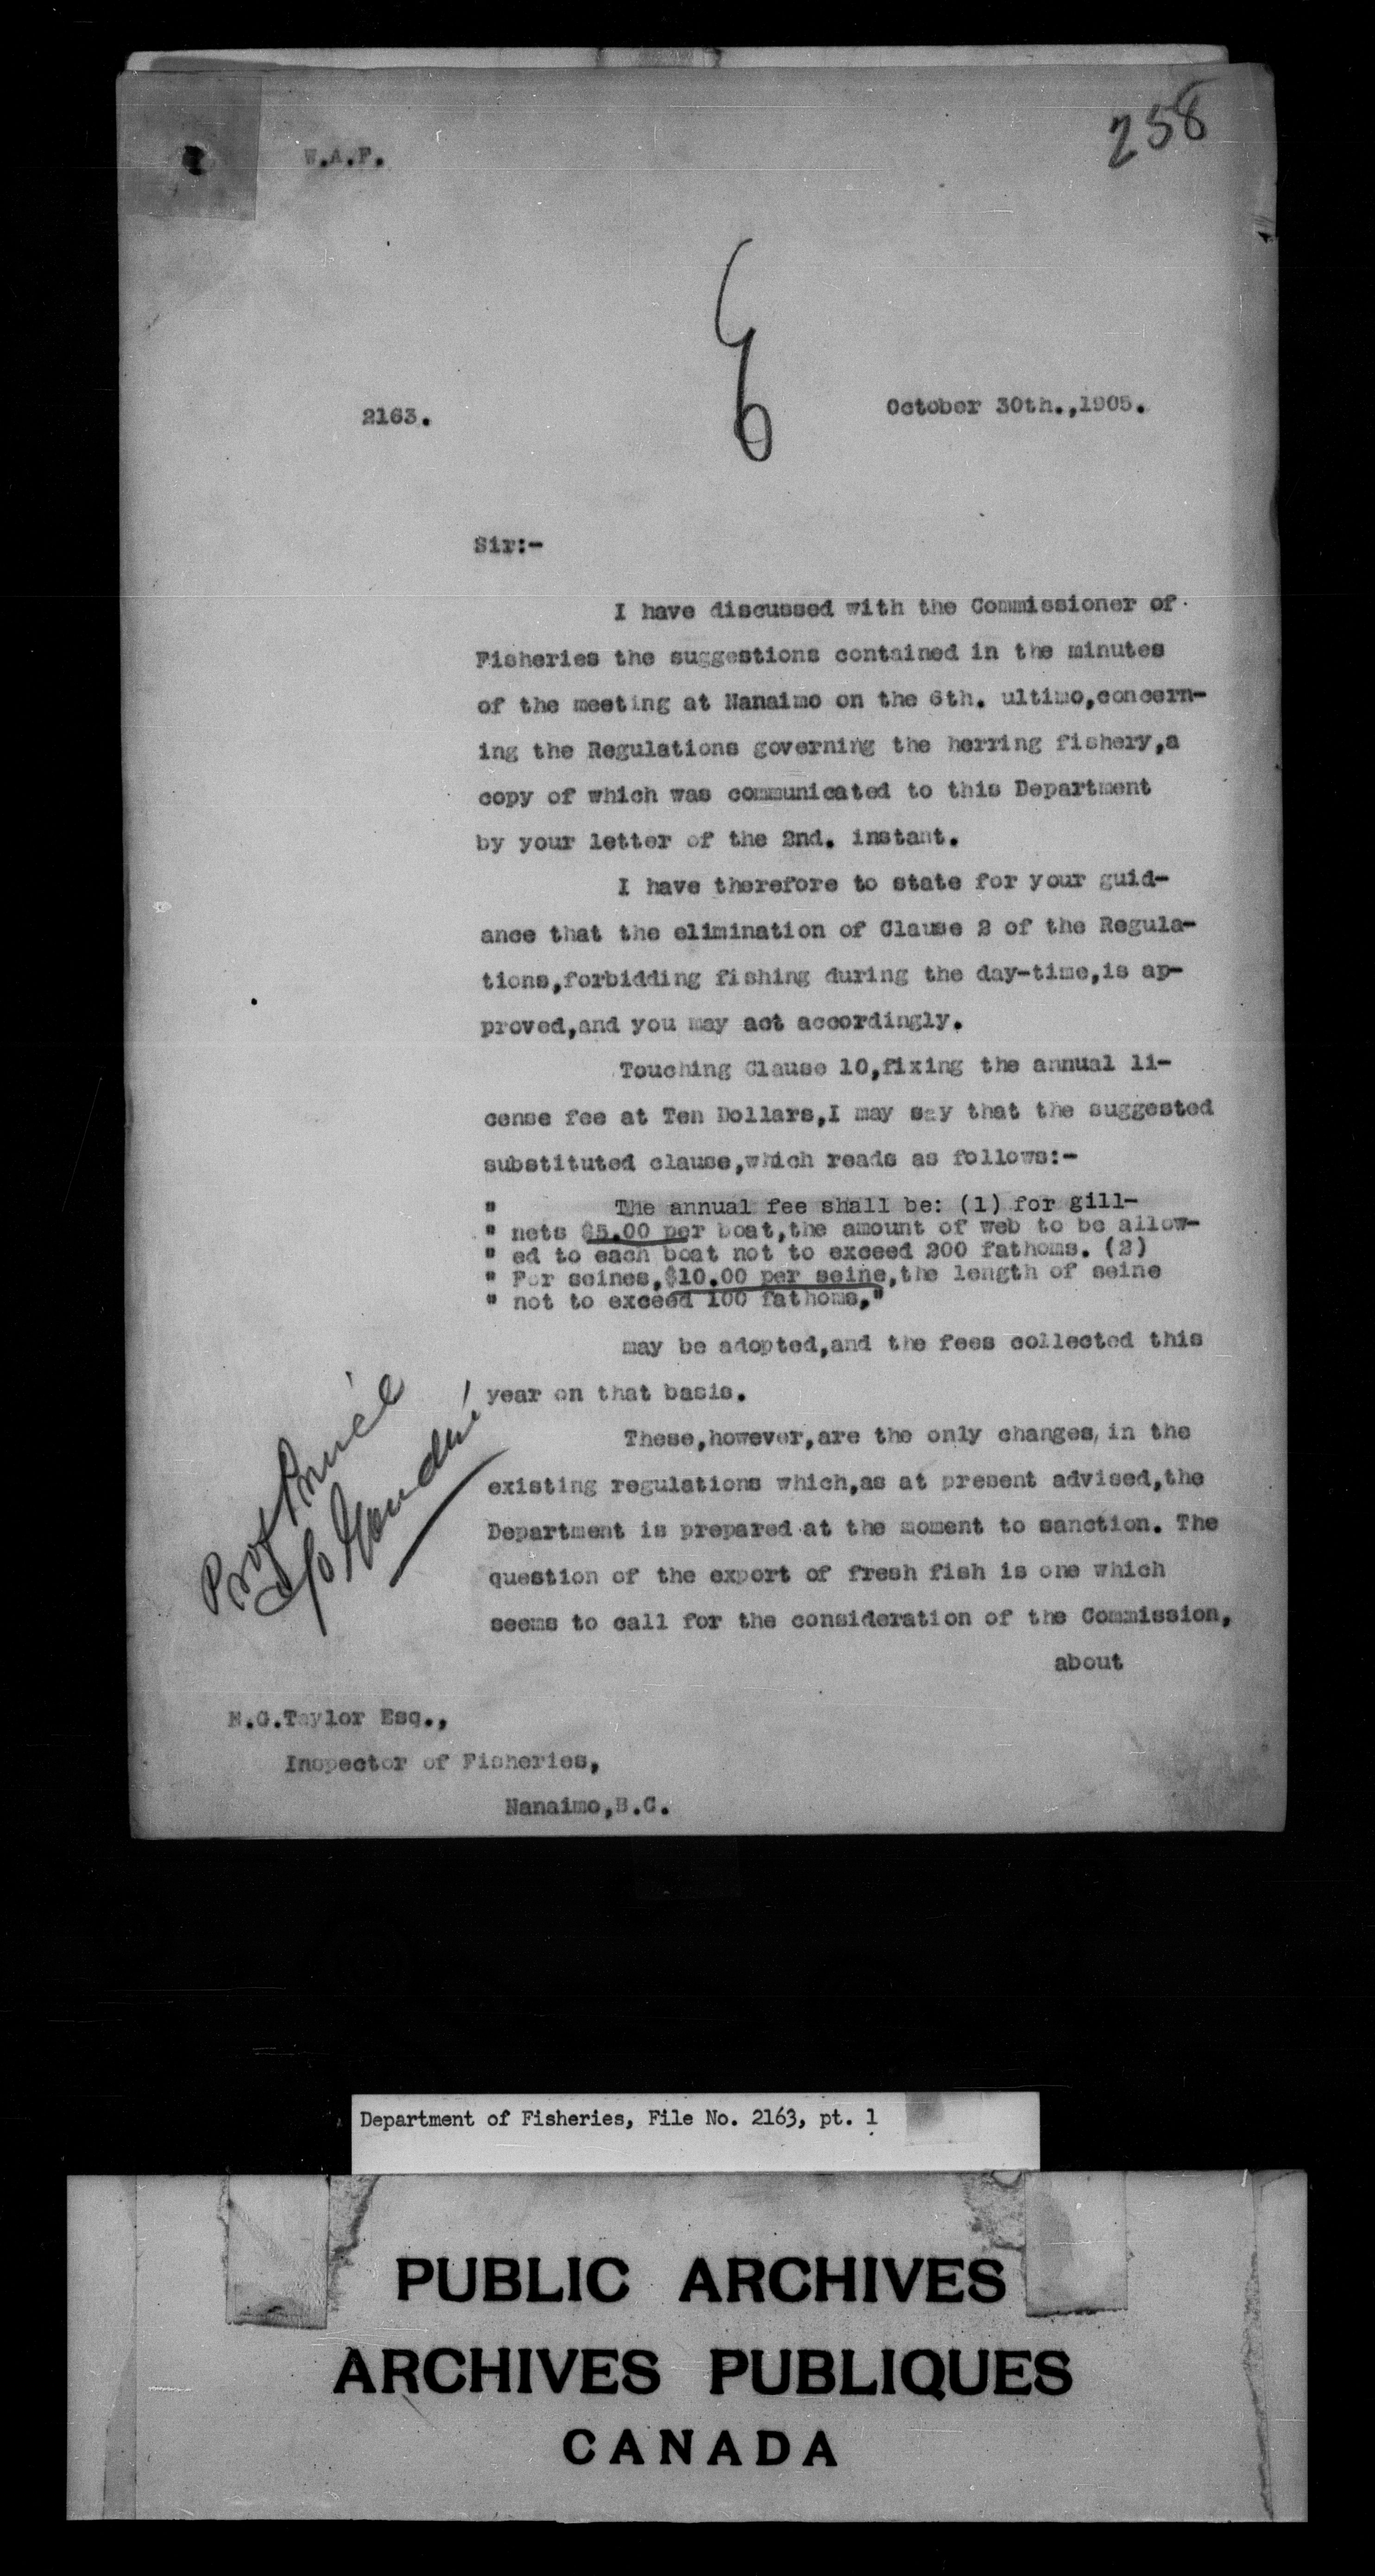 258
W.A.F.
2163.
October 30th.,1905.
Sir:-
I have discussed with the Commissioner of
Fisheries the suggestions contained in the minutes
of the meeting at Nanaimo on the 6th. ultimo,concern-
ing the Regulations governing the herring fishery,a
copy of which was communicated to this Department
by your letter of the 2nd. instant.
I have therefore to state for your guid-
ance that the elimination of Clause 2 of the Regula-
tions,forbidding fishing during the day-time,is ap-
proved,and you may act accordingly.
Touching Clause 10,fixing the annual li-
cense fee at Ten Dollars,I may say that the suggested
substituted clause,which reads as follows:-
" The annual fee shall be: (1) for gill-
" nets $5.00 per boat,the amount of web to be allow-
" ed to each boat not to exceed 200 fathoms. (2)
" For seines,$10.00 per seine,the length of seine
" not to exceed 100 fathoms,"
may be adopted,and the fees collected this
year on that basis.
These,however,are the only changes, in the
existing regulations which,as at present advised,the
Department is prepared at the moment to sanction. The
question of the export of fresh fish is one which
seems to call for the consideration of the Commission,
about
Prof Prince
E.G.Taylor Esq.,
Inspector of Fisheries,
Nanaimo,B.C.
Department of Fisheries, File No. 2163, pt. 1
PUBLIC ARCHIVES
ARCHIVES PUBLIQUES
CANADA